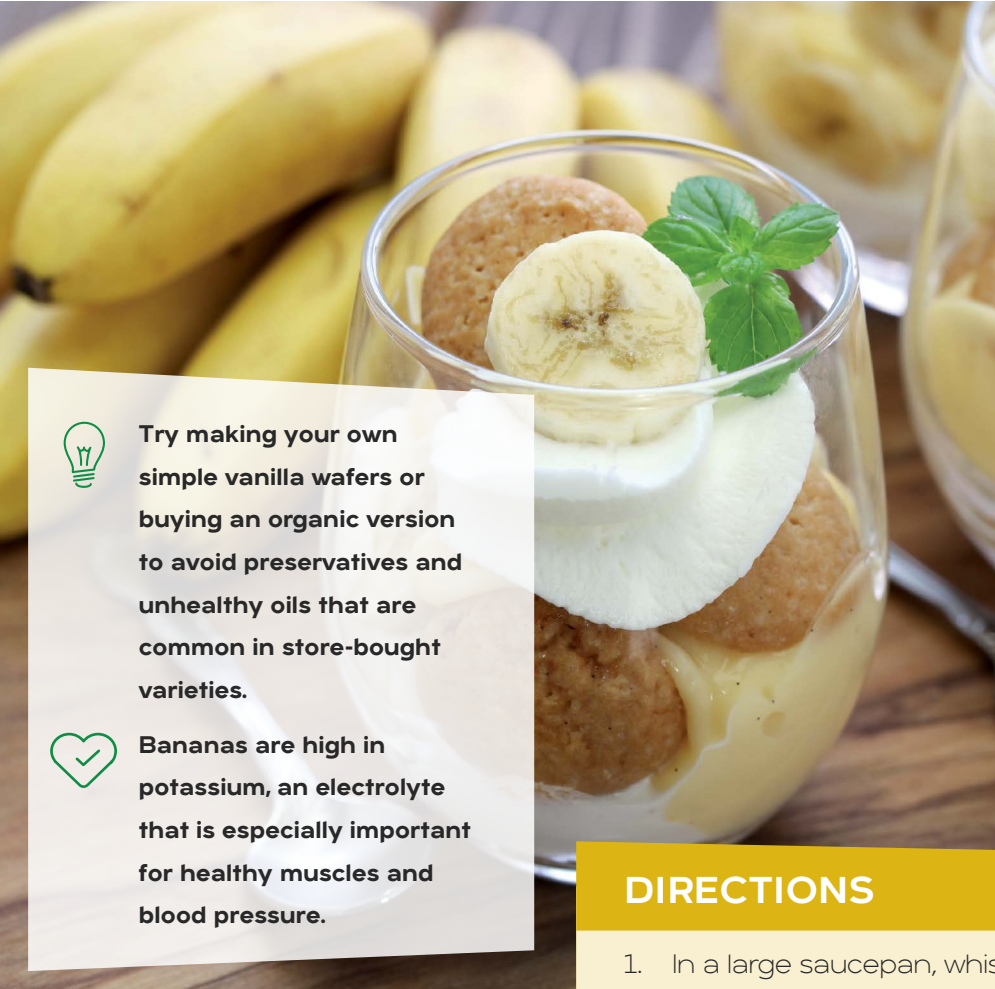 Try making your own
simple vanilla wafers or
buying an organic version
to avoid preservatives and
unhealthy oils that are
common in store-bought
varieties.
Bananas are high in
potassium, an electrolyte
that is especially important
for healthy muscles and
blood pressure.
DIRECTIONS
1. In a large saucepan, whis